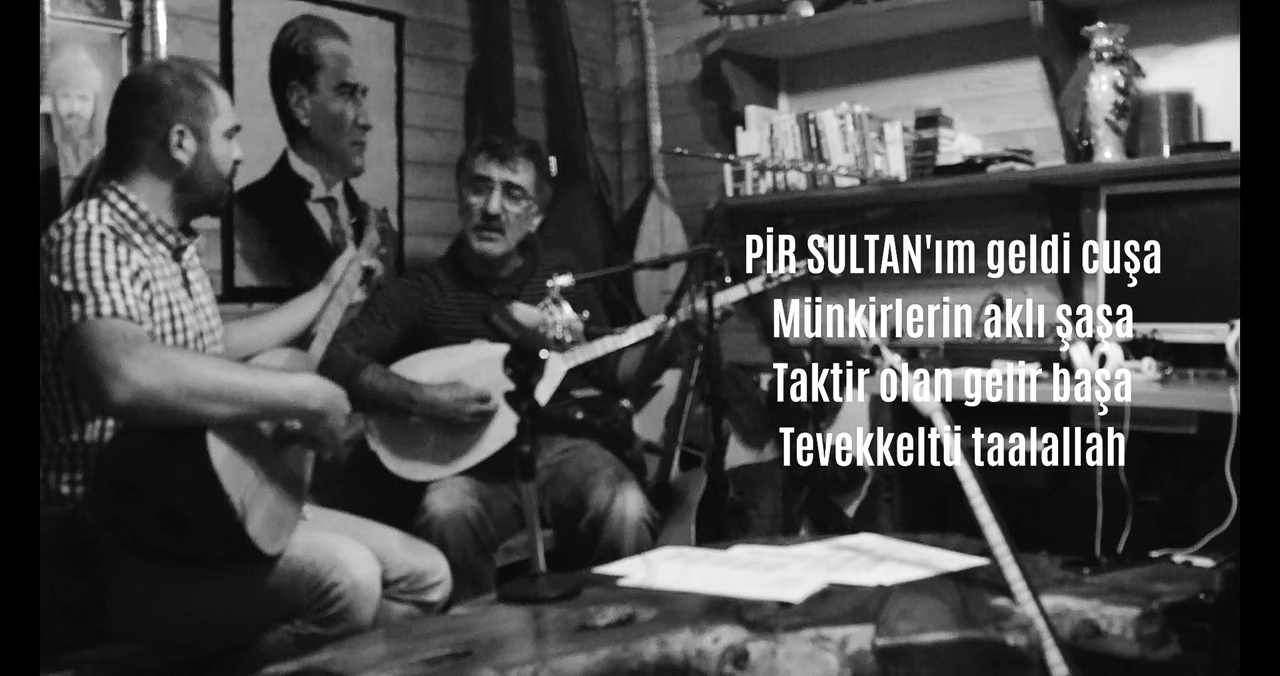 PİR SULTAN'ım geldi cuşa
Münkirlerin aklı şaşa
Taktir olan gelir başa
Tevekkeltü taalallah